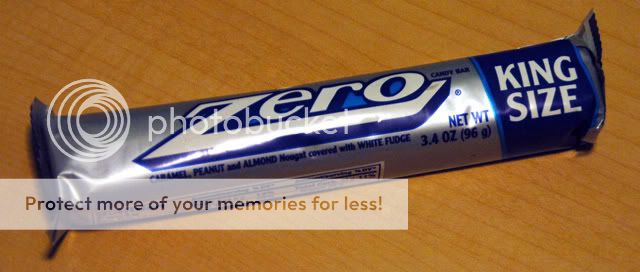 zero
CANDY BAR
®
KING
SIZE
NET WT
3.4 OZ (96 g)
CARAMEL, PEANUT and ALMOND Nougat covered with WHITE FUDGE
photobucket
Protect more of your memories for less!